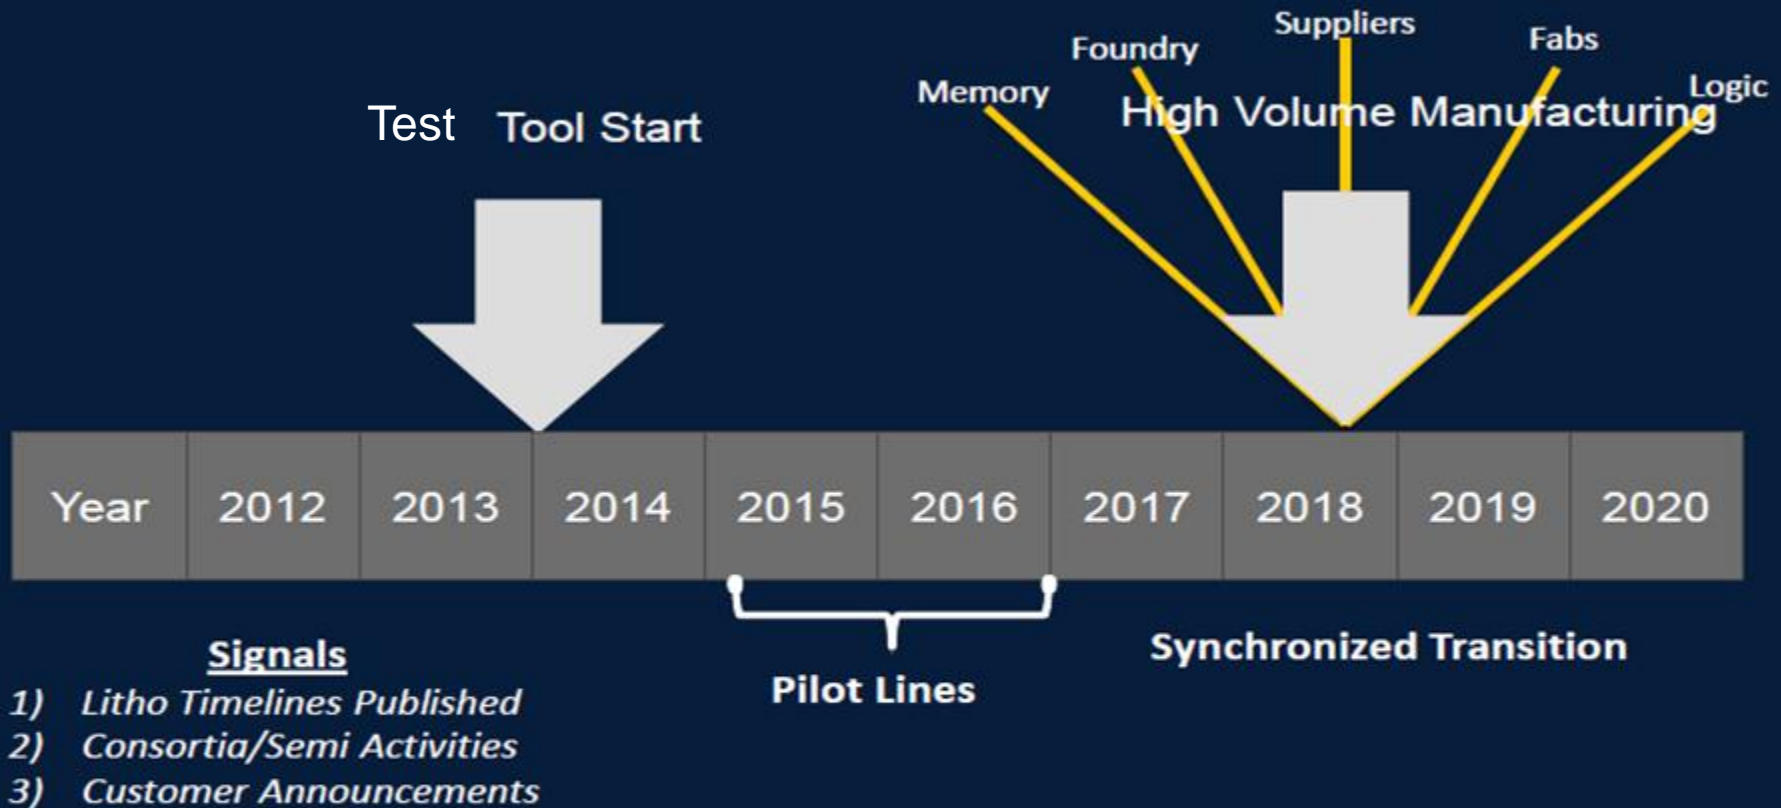 Suppliers
Foundry
Fabs
Memory
Logic
Test Tool Start
High Volume Manufacturing
Year 2012 2013 2014 2015 2016 2017 2018 2019 2020
Signals
1) Litho Timelines Published
2) Consortia/Semi Activities
3) Customer Announcements
Pilot Lines
Synchronized Transition